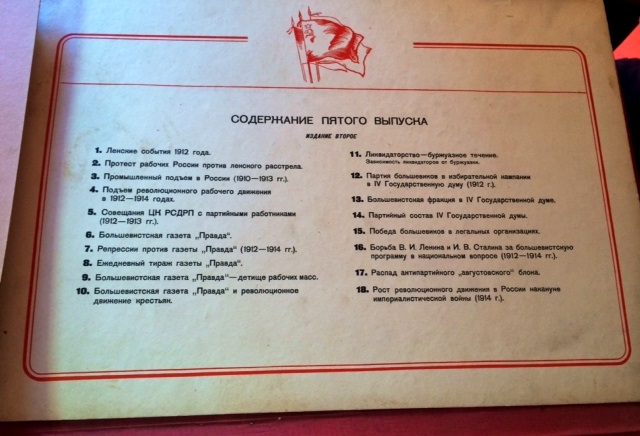 СОДЕРЖАНИЕ ПЯТОГО ВЫПУСКА
ИЗДАНИЕ ВТОРОЕ
1. Ленские события 1912 года.
2. Протест рабочих России против ленского расстрела.
3. Промышленный подъем в России (1910—1913 гг.).
4. Подъем революционного рабочего движения
в 1912—1914 годах.
5. Совещания ЦК РСДРП с партийными работниками
(1912—1913 гг.).
6. Большевистская газета „Правда“.
7. Репрессии против газеты „Правда“ (1912—1914 гг.).
8. Ежедневный тираж газеты „Правда“.
9. Большевистская газета „Правда“—детище рабочих масс.
10. Большевистская газета „Правда“ и революционное
движение крестьян.
11. Ликвидаторство—буржуазное течение.
Зависимость ликвидаторов от буржуазии.
12. Партия большевиков в избирательной кампании
в IV Государственную думу (1912 г.).
13. Большевистская фракция в IV Государственной думе.
14. Партийный состав IV Государственной думы.
15. Победа большевиков в легальных организациях.
16. Борьба В. И. Ленина и И. В. Сталина за большевистскую
программу в национальном вопросе (1912—1914 гг.).
17. Распад антипартийного „августовского“ блока.
18. Рост революционного движения в России накануне
империалистической войны (1914 г.).